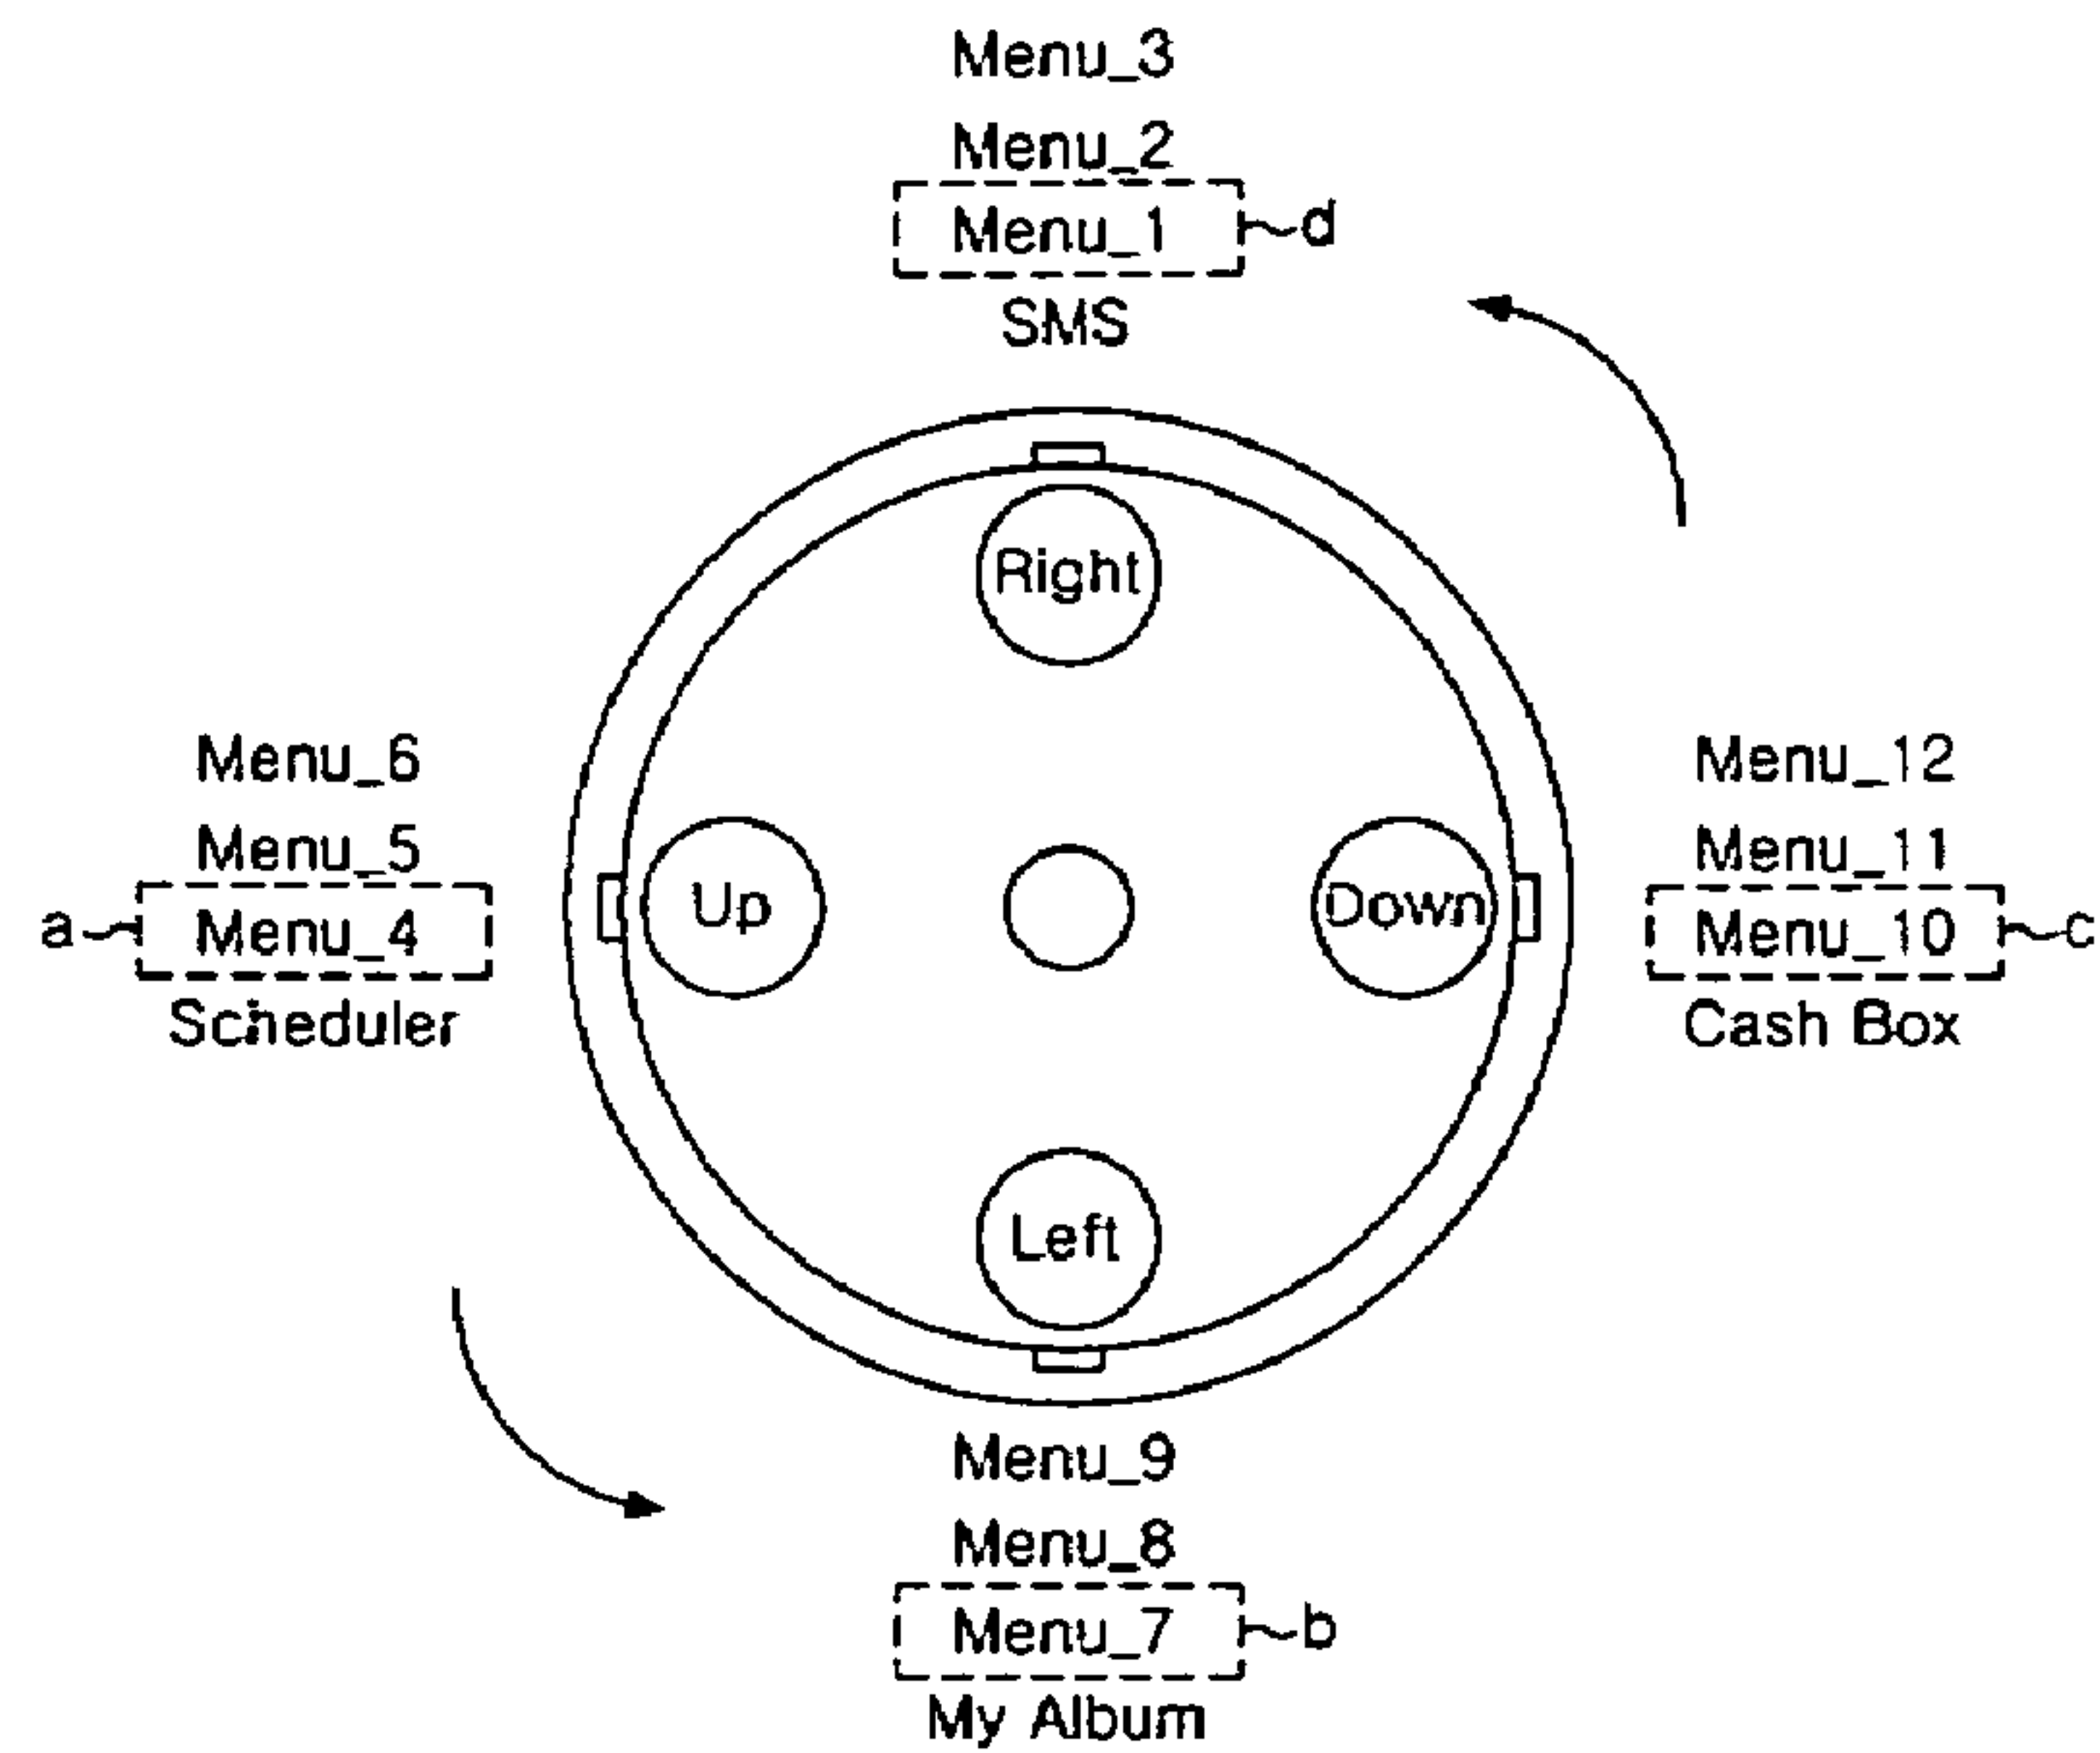 Menu_3
Menu_2
Menu_1
d
SMS
Right
Menu_6
Menu_5
a
Menu_4
Scheduler
Up
Down
Menu_12
Menu_11
Menu_10
c
Cash Box
Left
Menu_9
Menu_8
Menu_7
b
My Album